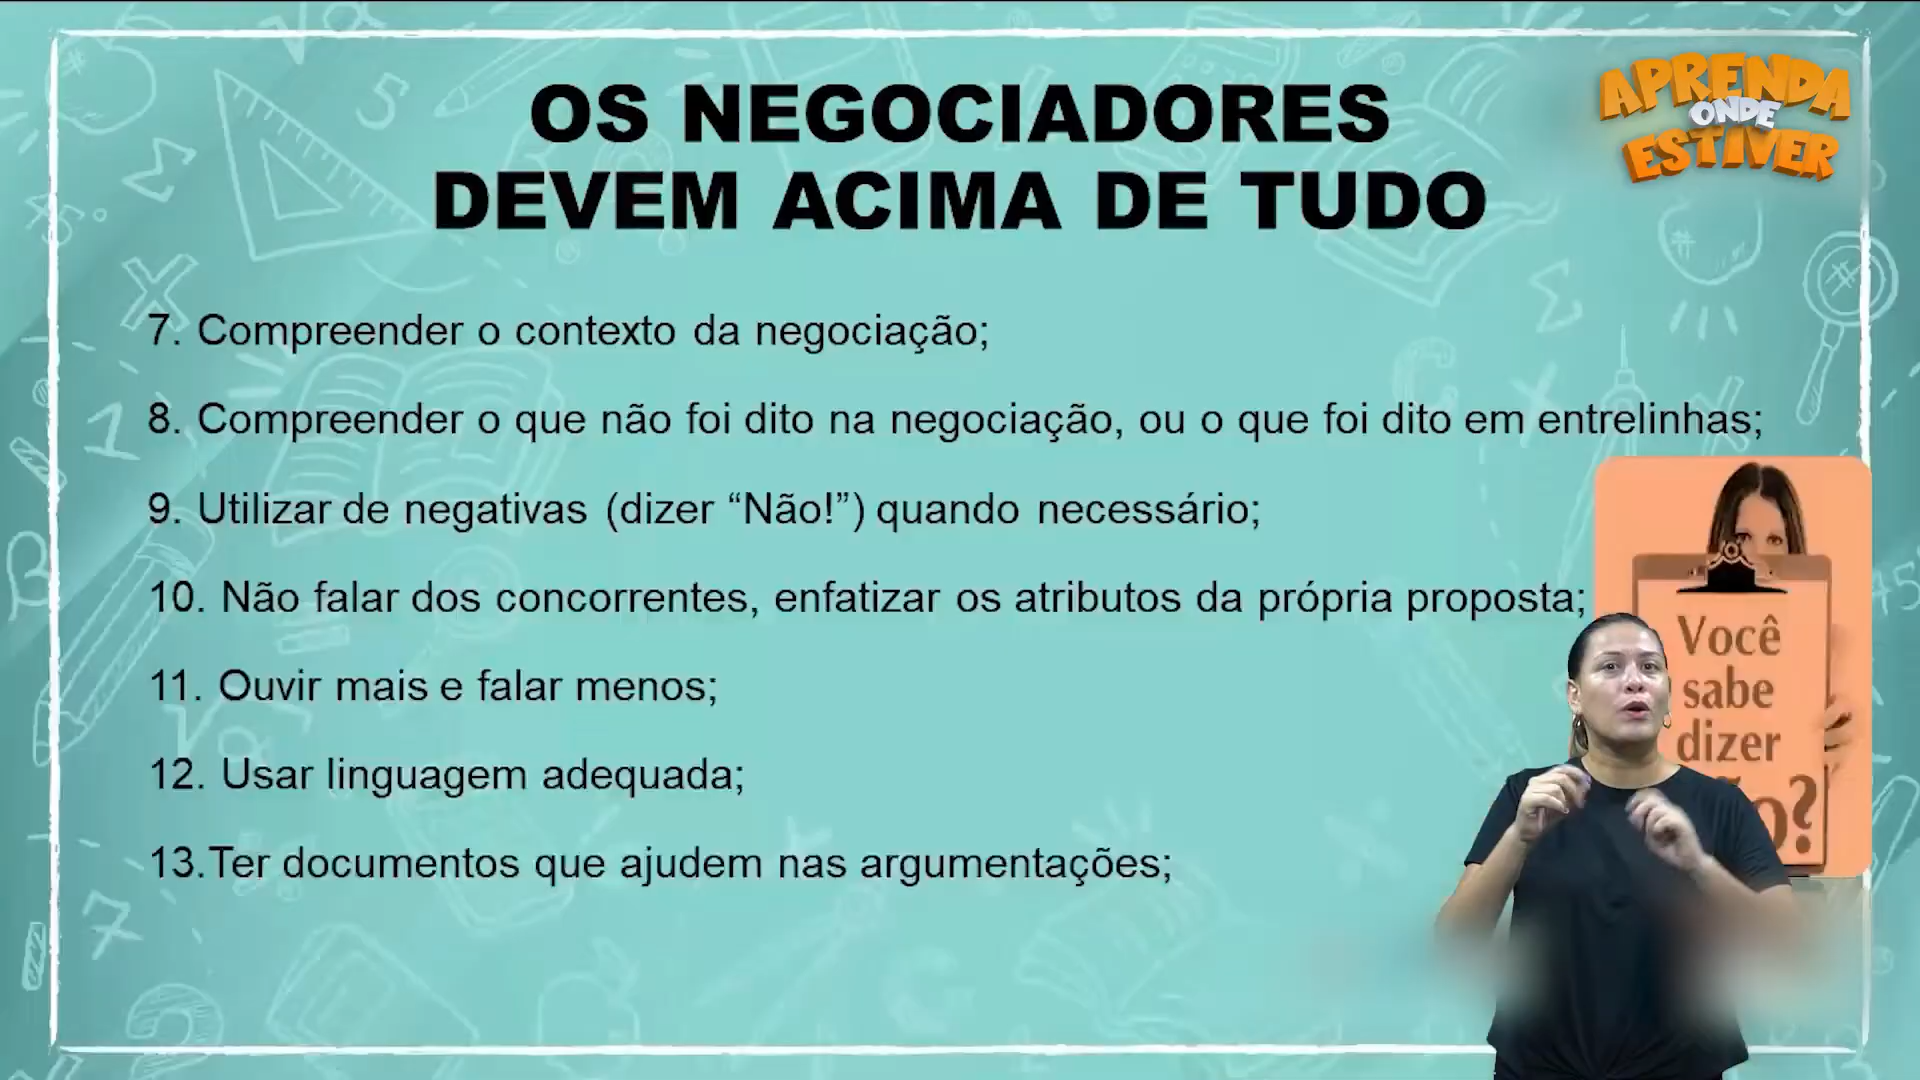 OS NEGOCIADORES
DEVEM ACIMA DE TUDO
APRENDA
ONDE
ESTIVER
7. Compreender o contexto da negociação;
8. Compreender o que não foi dito na negociação, ou o que foi dito em entrelinhas;
9. Utilizar de negativas (dizer “Não!”) quando necessário;
10. Não falar dos concorrentes, enfatizar os atributos da própria proposta;
11. Ouvir mais e falar menos;
12. Usar linguagem adequada;
13.Ter documentos que ajudem nas argumentações;
Você
sabe
dizer